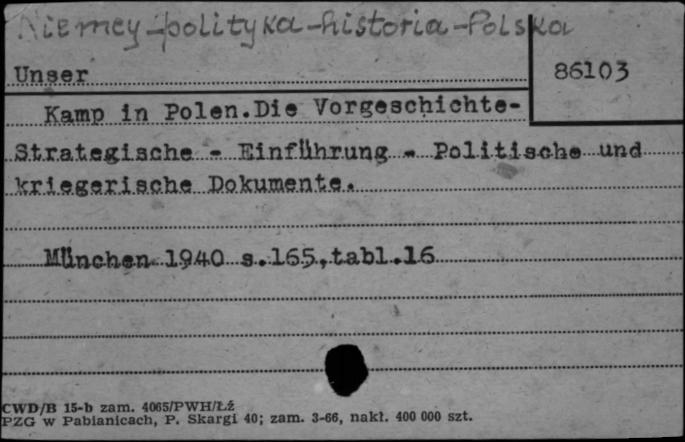 Niemcy-polityka-historia-Polska
Unser
86103
Kamp in Polen.Die Vorgeschichte-
Strategische - Einführung - Politische und
kriegerische Dokumente.
München 1940 s.165,tabl.16
CWD/B 15-b zam. 4065/PWH/Łź
PZG w Pabianicach, P. Skargi 40; zam. 3-66, nakł. 400 000 szt.